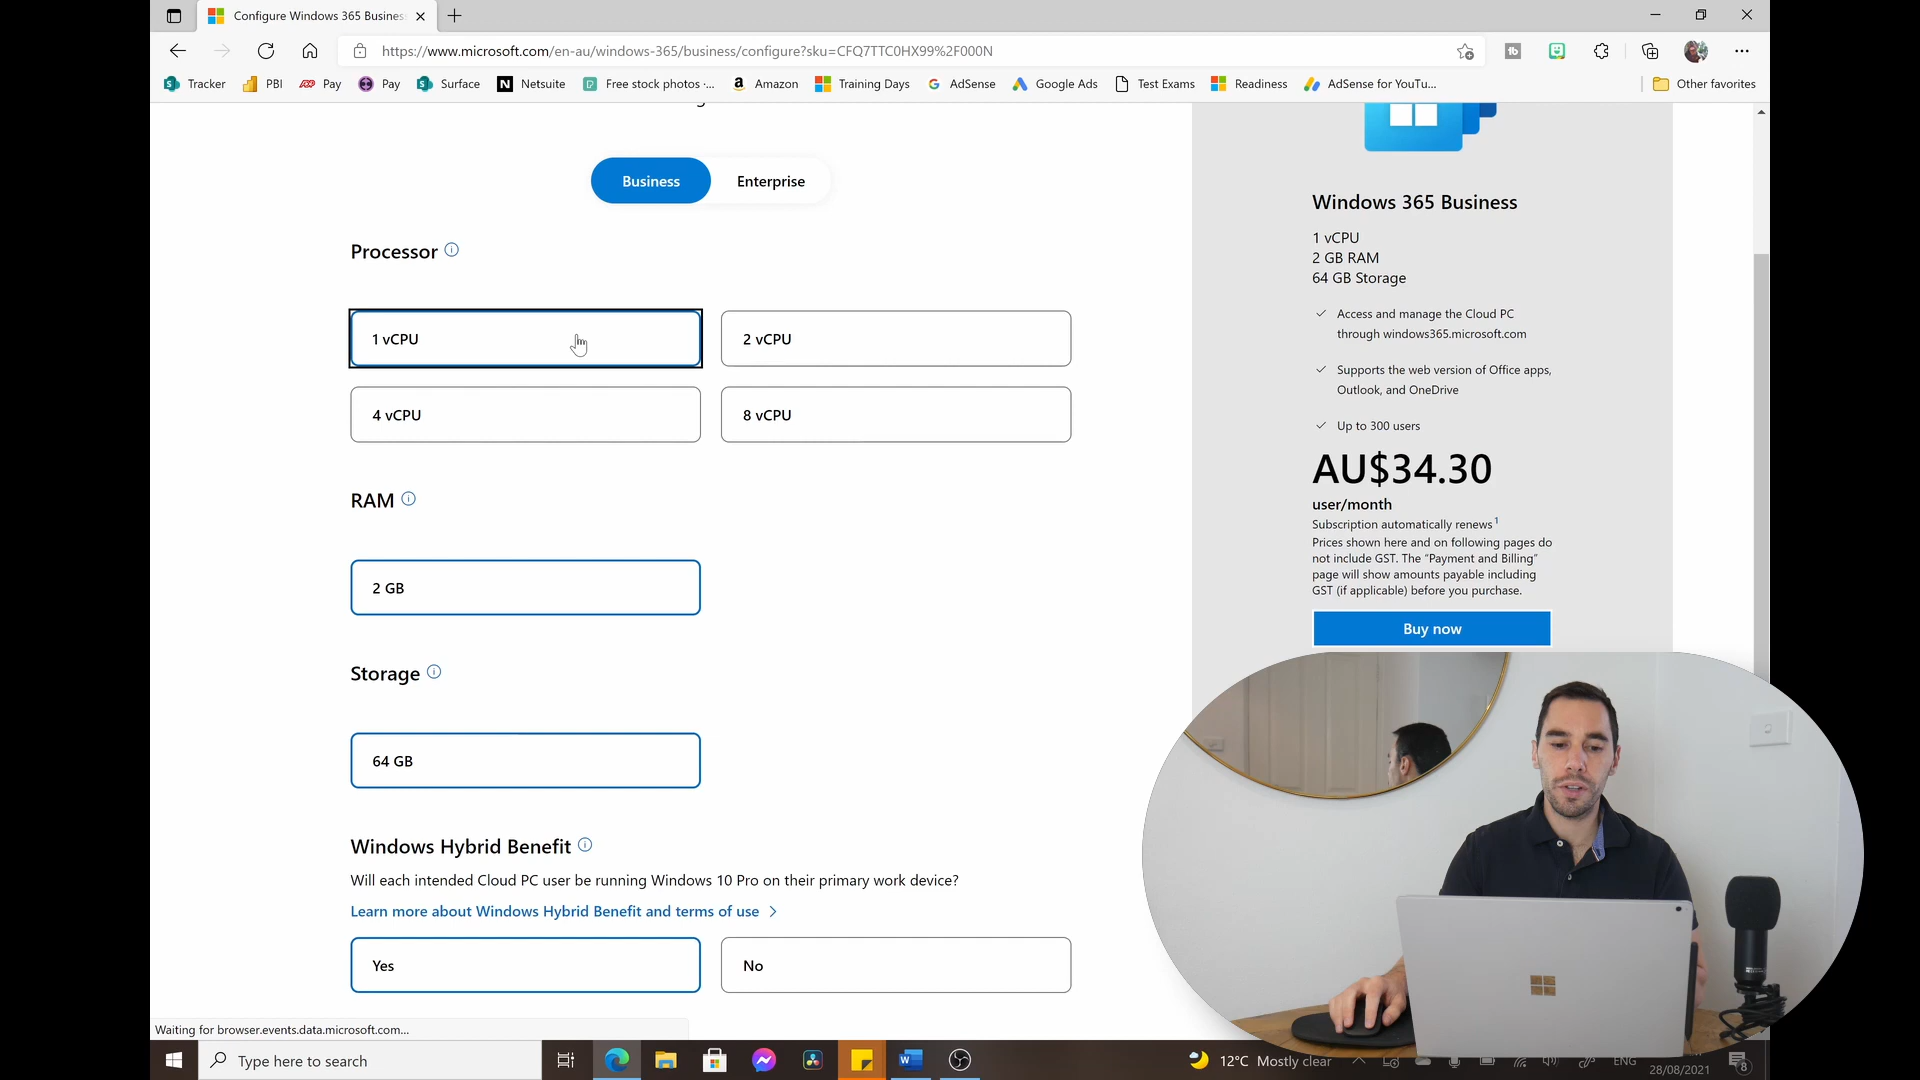 Configure Windows 365 Busines
https://www.microsoft.com/en-au/windows-365/business/configure?sku=CFQ7TTC0HX99%2F000N
Tracker
PBI
Pay
Pay
Surface
Netsuite
Free stock photos · ...
Amazon
Training Days
AdSense
Google Ads
Test Exams
Readiness
AdSense for YouTu...
Other favorites
Business
Enterprise
Processor
1 vCPU
2 vCPU
4 vCPU
8 vCPU
RAM
2 GB
Storage
64 GB
Windows Hybrid Benefit
Will each intended Cloud PC user be running Windows 10 Pro on their primary work device?
Learn more about Windows Hybrid Benefit and terms of use
Yes
No
Windows 365 Business
1 vCPU
2 GB RAM
64 GB Storage
Access and manage the Cloud PC
through windows365.microsoft.com
Supports the web version of Office apps,
Outlook, and OneDrive
Up to 300 users
AU$34.30
user/month
Subscription automatically renews 1
Prices shown here and on following pages do
not include GST. The “Payment and Billing”
page will show amounts payable including
GST (if applicable) before you purchase.
Buy now
Waiting for browser.events.data.microsoft.com...
Type here to search
12°C Mostly clear
ENG
28/08/2021
8